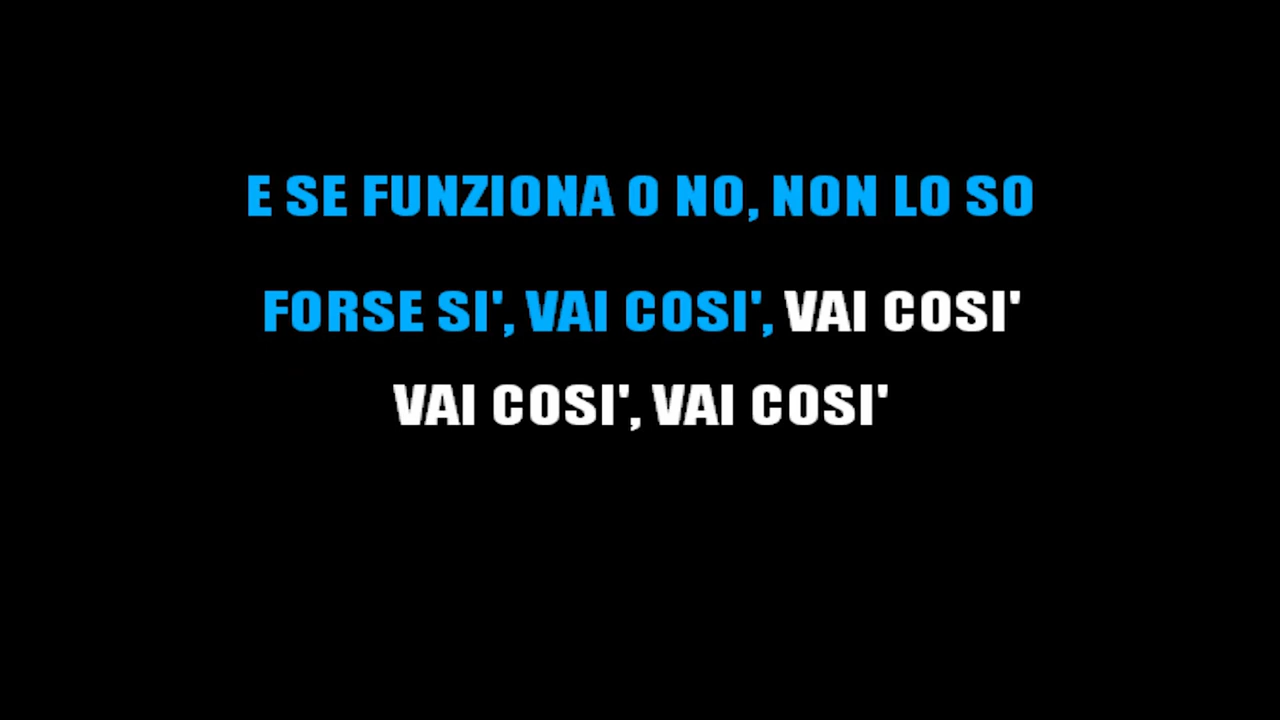 E SE FUNZIONA O NO, NON LO SO
FORSE SI', VAI COSI', VAI COSI'
VAI COSI', VAI COSI'